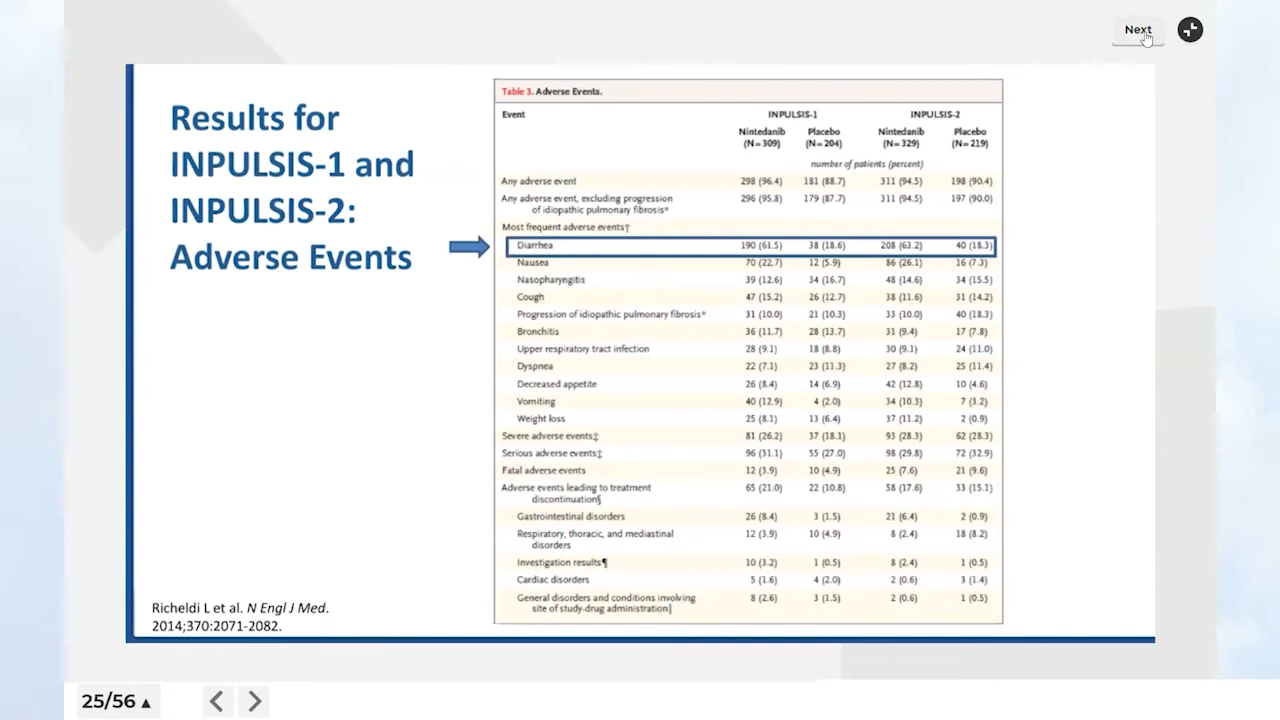 Next
Results for
INPULSIS-1 and
INPULSIS-2:
Adverse Events
Table 3. Adverse Events.
Event INPULSIS-1 INPULSIS-2
Nintedanib Placebo Nintedanib Placebo
(N=309) (N=204) (N=329) (N=219)
number of patients (percent)
Any adverse event 298 (96.4) 181 (88.7) 311 (94.5) 198 (90.4)
Any adverse event, excluding progression 296 (95.8) 179 (87.7) 311 (94.5) 197 (90.0)
of idiopathic pulmonary fibrosis*
Most frequent adverse events†
Diarrhea 190 (61.5) 38 (18.6) 208 (63.2) 40 (18.3)
Nausea 70 (22.7) 12 (5.9) 86 (26.1) 16 (7.3)
Nasopharyngitis 39 (12.6) 34 (16.7) 48 (14.6) 34 (15.5)
Cough 47 (15.2) 26 (12.7) 38 (11.6) 31 (14.2)
Progression of idiopathic pulmonary fibrosis* 31 (10.0) 21 (10.3) 33 (10.0) 40 (18.3)
Bronchitis 36 (11.7) 28 (13.7) 31 (9.4) 17 (7.8)
Upper respiratory tract infection 28 (9.1) 18 (8.8) 30 (9.1) 24 (11.0)
Dyspnea 22 (7.1) 23 (11.3) 27 (8.2) 25 (11.4)
Decreased appetite 26 (8.4) 14 (6.9) 42 (12.8) 10 (4.6)
Vomiting 40 (12.9) 4 (2.0) 34 (10.3) 7 (3.2)
Weight loss 25 (8.1) 13 (6.4) 37 (11.2) 2 (0.9)
Severe adverse events‡ 81 (26.2) 37 (18.1) 93 (28.3) 62 (28.3)
Serious adverse events‡ 96 (31.1) 55 (27.0) 98 (29.8) 72 (32.9)
Fatal adverse events 12 (3.9) 10 (4.9) 25 (7.6) 21 (9.6)
Adverse events leading to treatment 65 (21.0) 22 (10.8) 58 (17.6) 33 (15.1)
discontinuation§
Gastrointestinal disorders 26 (8.4) 3 (1.5) 21 (6.4) 2 (0.9)
Respiratory, thoracic, and mediastinal 12 (3.9) 10 (4.9) 8 (2.4) 18 (8.2)
disorders
Investigation results¶ 10 (3.2) 1 (0.5) 8 (2.4) 1 (0.5)
Cardiac disorders 5 (1.6) 4 (2.0) 2 (0.6) 3 (1.4)
General disorders and conditions involving 8 (2.6) 3 (1.5) 2 (0.6) 1 (0.5)
site of study-drug administration‖
Richeldi L et al. N Engl J Med.
2014;370:2071-2082.
25/56